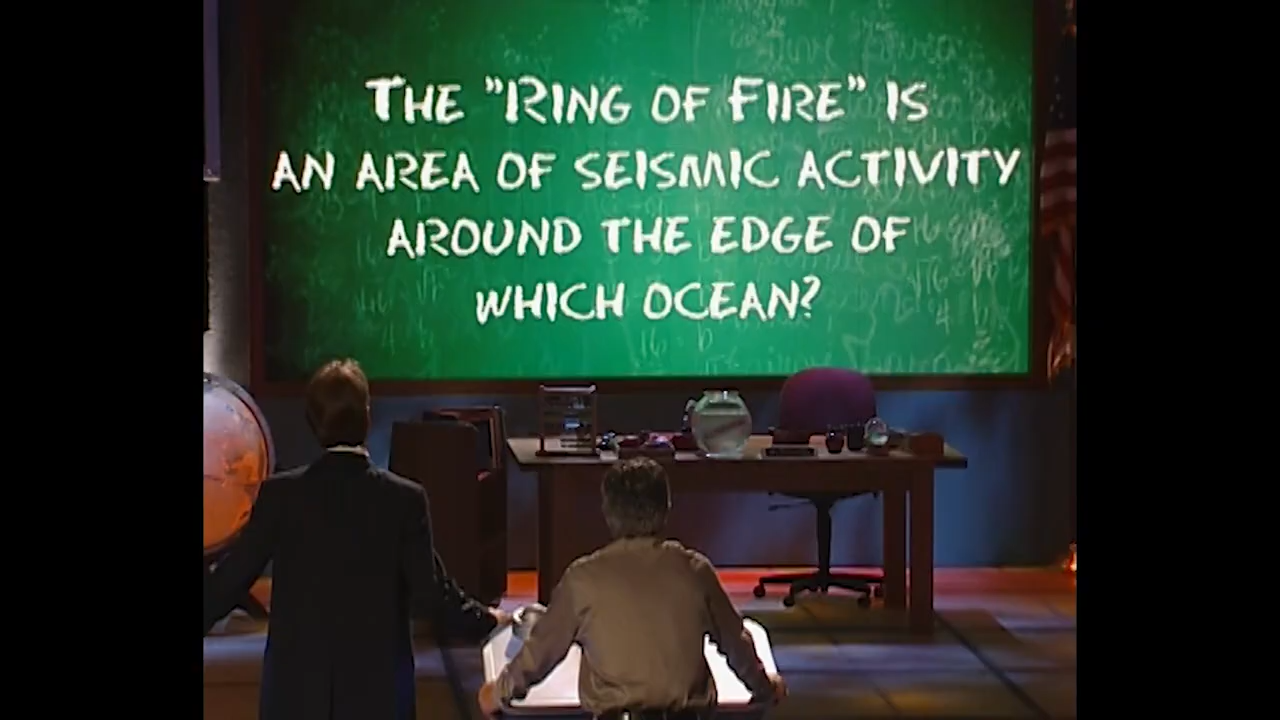 THE "RING OF FIRE" IS
AN AREA OF SEISMIC ACTIVITY
AROUND THE EDGE OF
WHICH OCEAN?